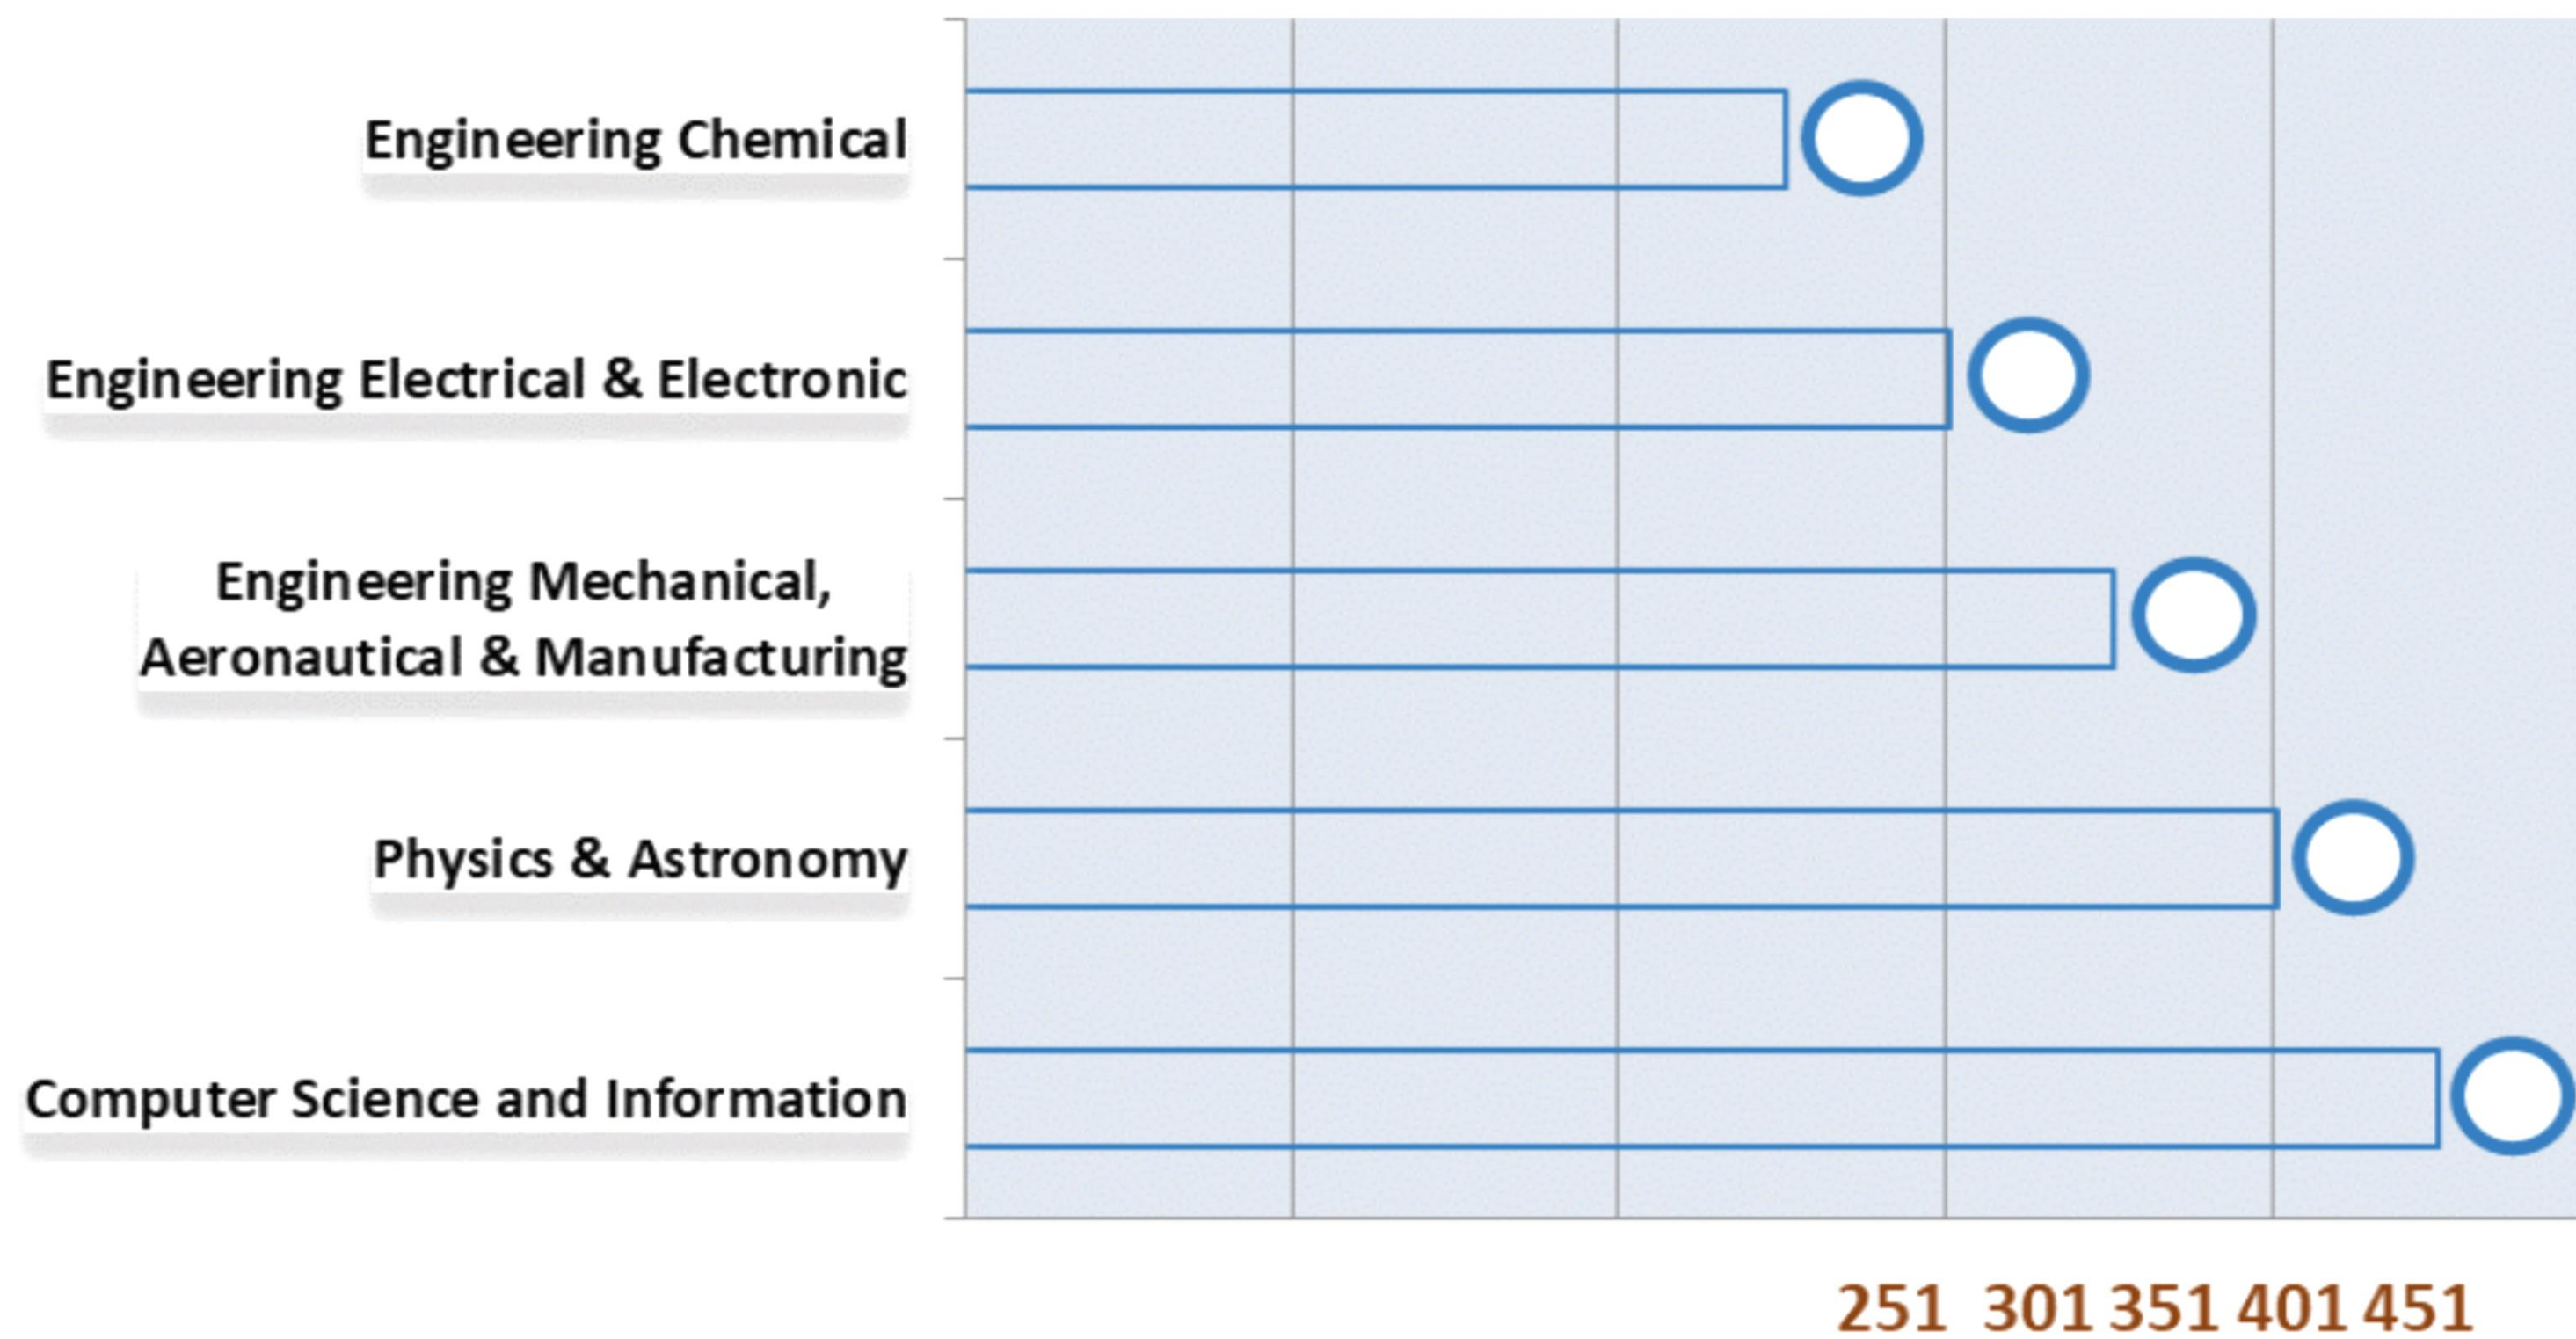 Engineering Chemical
Engineering Electrical & Electronic
Engineering Mechanical,
Aeronautical & Manufacturing
Physics & Astronomy
Computer Science and Information
251 301 351 401 451